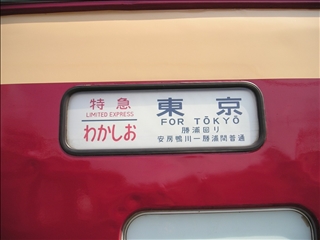 特急
LIMITED EXPRESS
わかしお
東京
FOR TŌKYŌ
勝浦回り
安房鴨川ー勝浦間普通